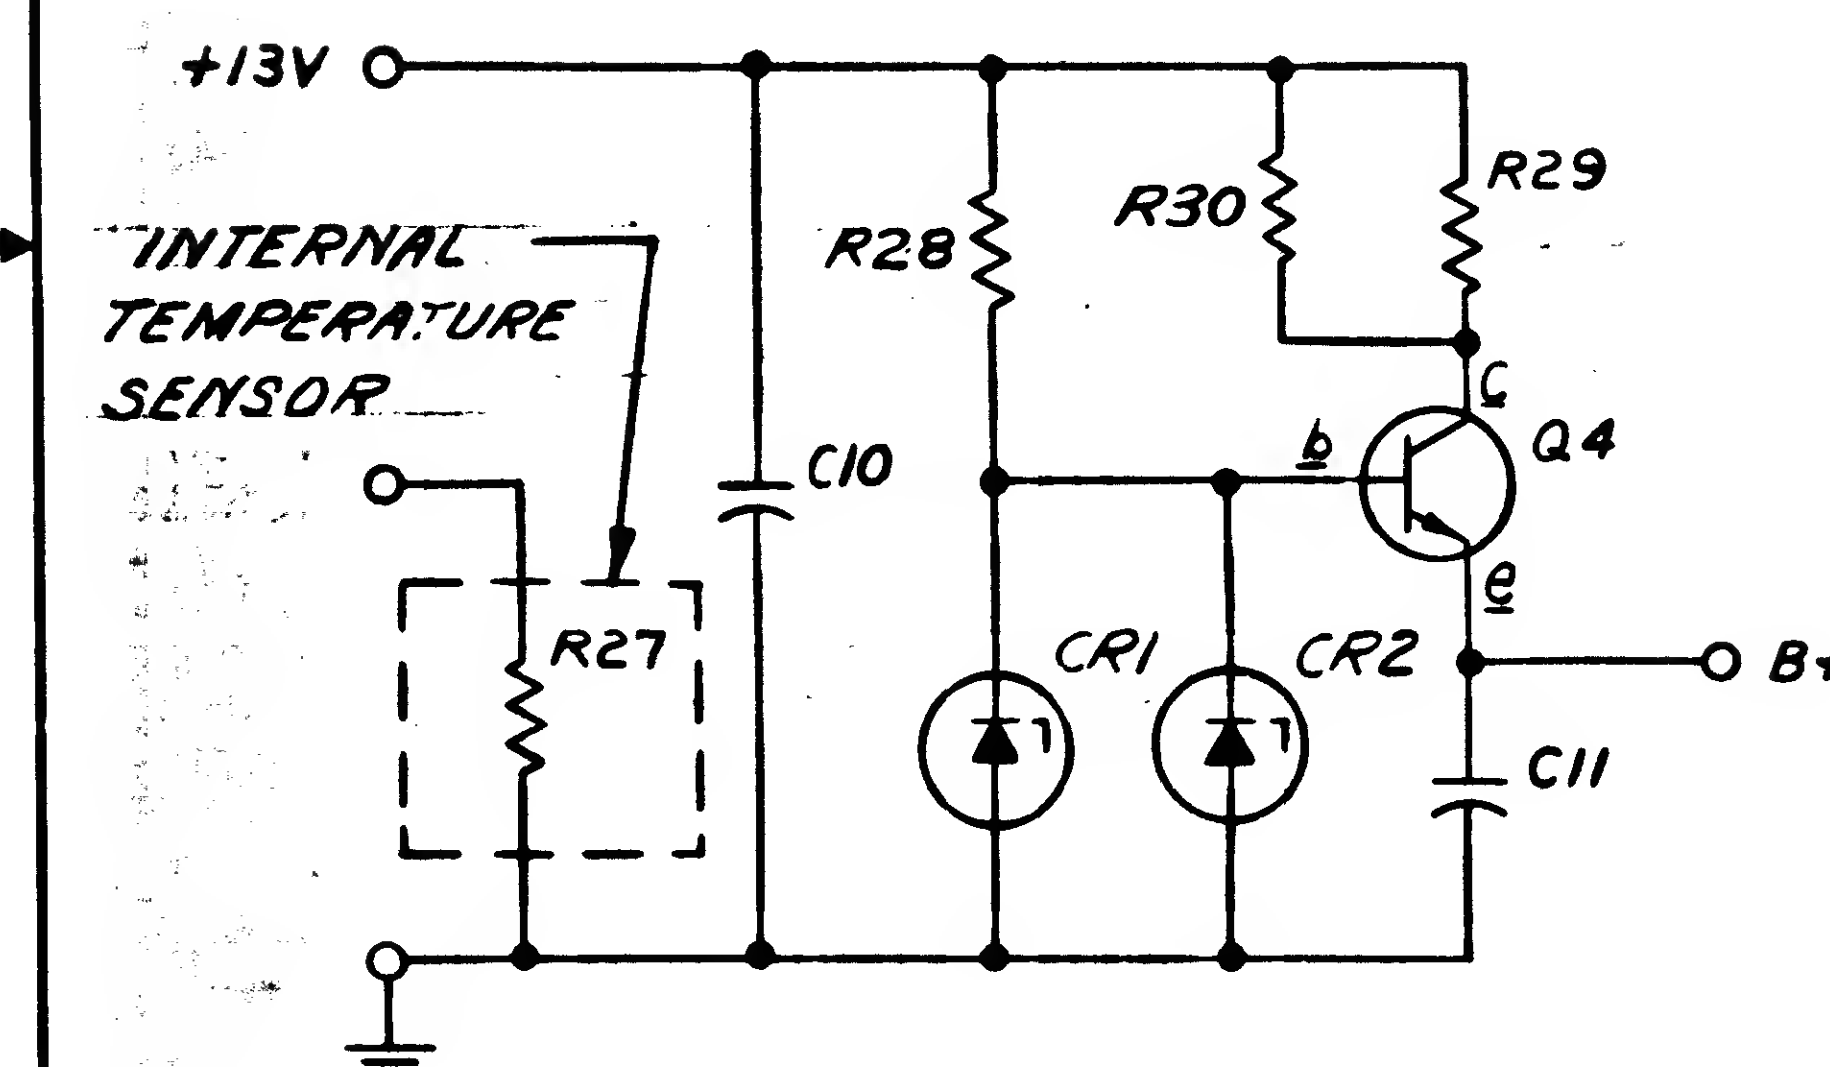 +13V
R29
R30
R28
INTERNAL
TEMPERATURE
SENSOR
c
b
Q4
C10
e
R27
CR1
CR2
B+
C11